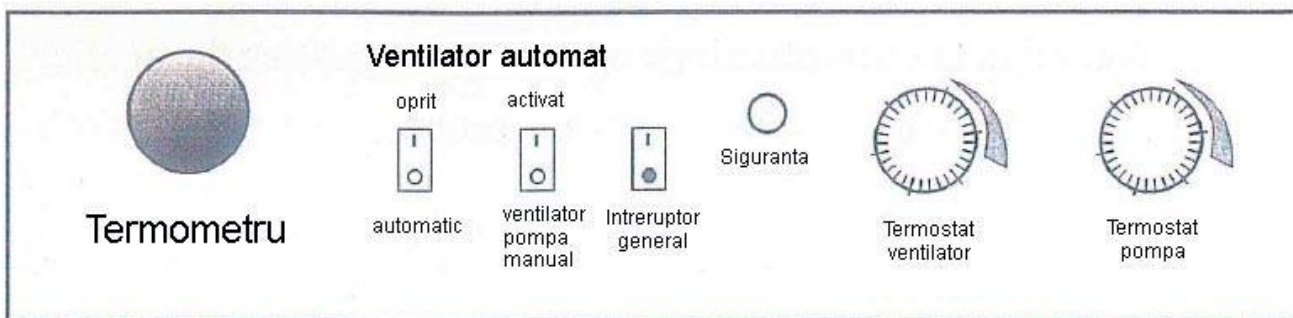 Ventilator automat
oprit
activat
Siguranta
Termometru
automatic
ventilator
pompa
manual
Intreruptor
general
Termostat
ventilator
Termostat
pompa